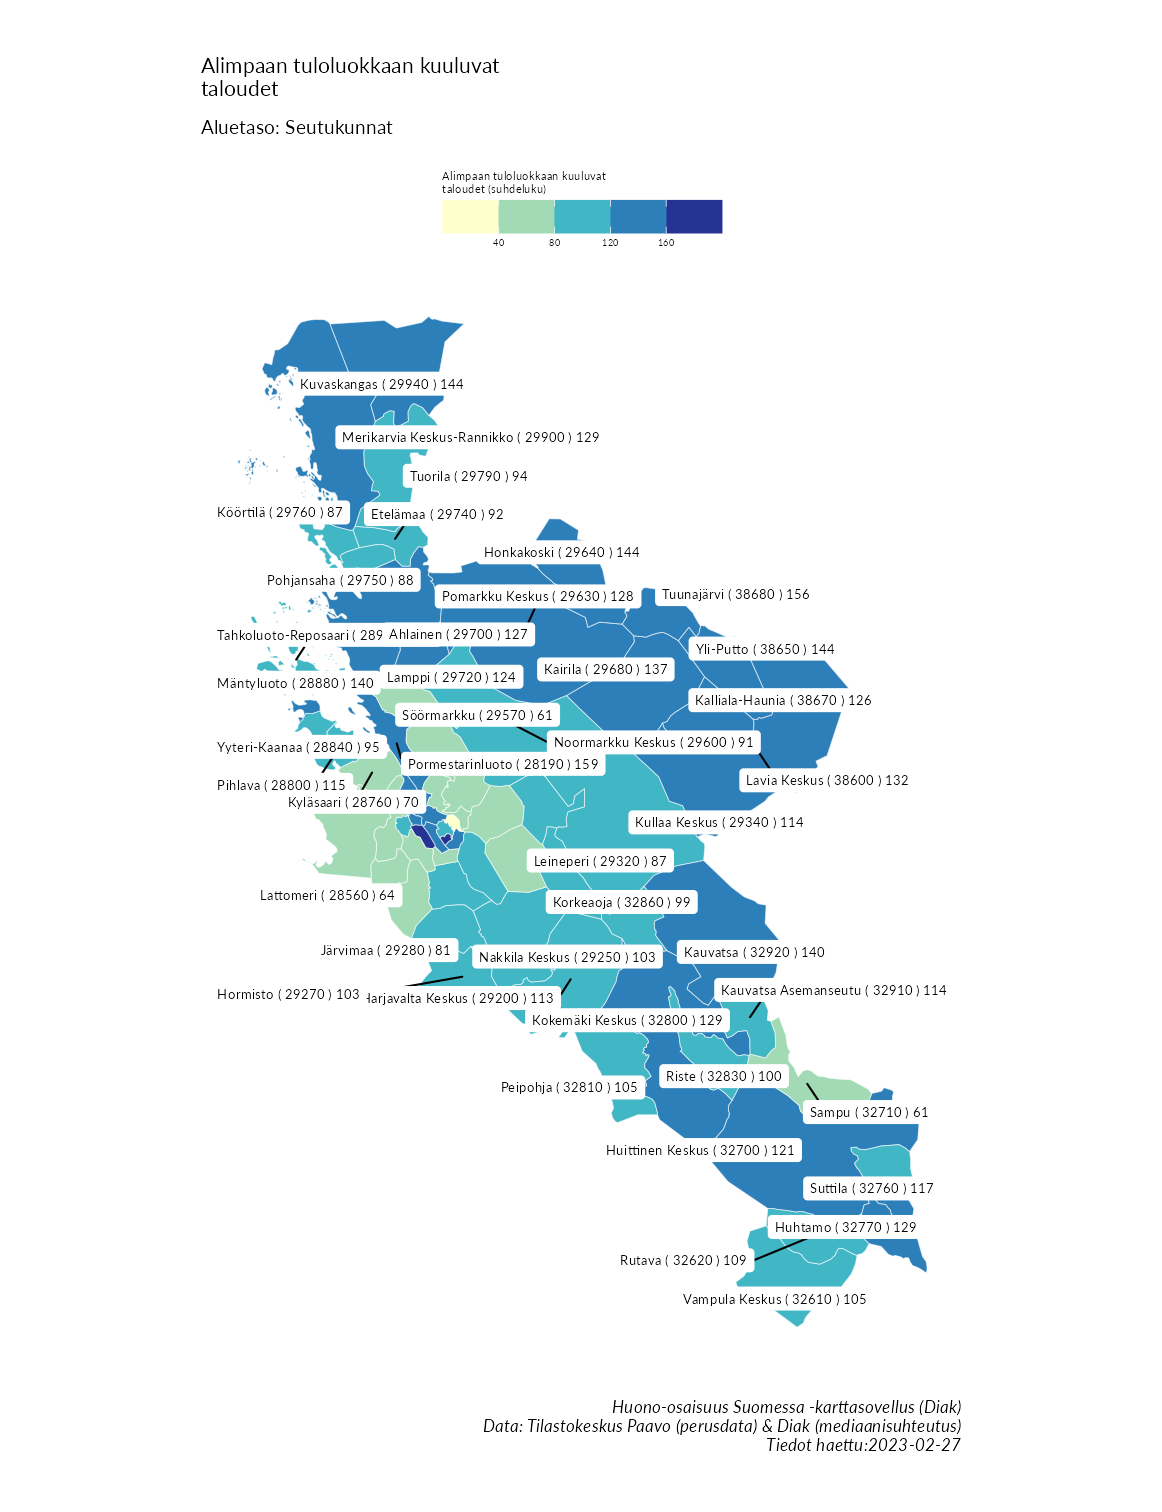 Alimpaan tuloluokkaan kuuluvat
taloudet
Aluetaso: Seutukunnat
Alimpaan tuloluokkaan kuuluvat
taloudet (suhdeluku)
40 80 120 160
Kuvaskangas ( 29940 ) 144
Merikarvia Keskus-Rannikko ( 29900 ) 129
Tuorila ( 29790 ) 94
Köörtilä ( 29760 ) 87
Etelämaa ( 29740 ) 92
Honkakoski ( 29640 ) 144
Pohjansaha ( 29750 ) 88
Pomarkku Keskus ( 29630 ) 128
Tuunajärvi ( 38680 ) 156
Tahkoluoto-Reposaari ( 289
Ahlainen ( 29700 ) 127
Yli-Putto ( 38650 ) 144
Kairila ( 29680 ) 137
Mäntyluoto ( 28880 ) 140
Lamppi ( 29720 ) 124
Kalliala-Haunia ( 38670 ) 126
Söörmarkku ( 29570 ) 61
Noormarkku Keskus ( 29600 ) 91
Yyteri-Kaanaa ( 28840 ) 95
Pormestarinluoto ( 28190 ) 159
Lavia Keskus ( 38600 ) 132
Pihlava ( 28800 ) 115
Kyläsaari ( 28760 ) 70
Kullaa Keskus ( 29340 ) 114
Leineperi ( 29320 ) 87
Lattomeri ( 28560 ) 64
Korkeaoja ( 32860 ) 99
Järvimaa ( 29280 ) 81
Nakkila Keskus ( 29250 ) 103
Kauvatsa ( 32920 ) 140
Kauvatsa Asemanseutu ( 32910 ) 114
Hormisto ( 29270 ) 103
Harjavalta Keskus ( 29200 ) 113
Kokemäki Keskus ( 32800 ) 129
Riste ( 32830 ) 100
Peipohja ( 32810 ) 105
Sampu ( 32710 ) 61
Huittinen Keskus ( 32700 ) 121
Suttila ( 32760 ) 117
Huhtamo ( 32770 ) 129
Rutava ( 32620 ) 109
Vampula Keskus ( 32610 ) 105
Huono-osaisuus Suomessa -karttasovellus (Diak)
Data: Tilastokeskus Paavo (perusdata) & Diak (mediaanisuhteutus)
Tiedot haettu:2023-02-27